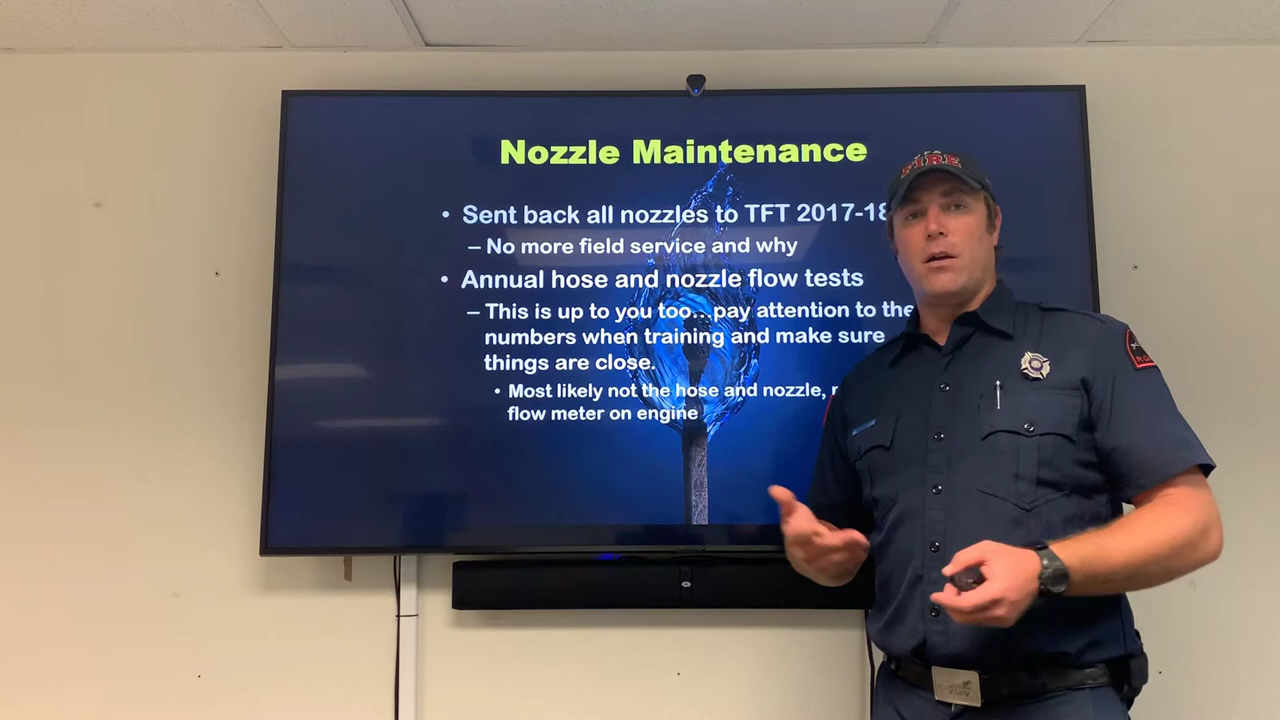 Nozzle Maintenance
FIRE
• Sent back all nozzles to TFT 2017-18
– No more field service and why
• Annual hose and nozzle flow tests
– This is up to you too...pay attention to the
numbers when training and make sure
things are close.
• Most likely not the hose and nozzle,
flow meter on engine